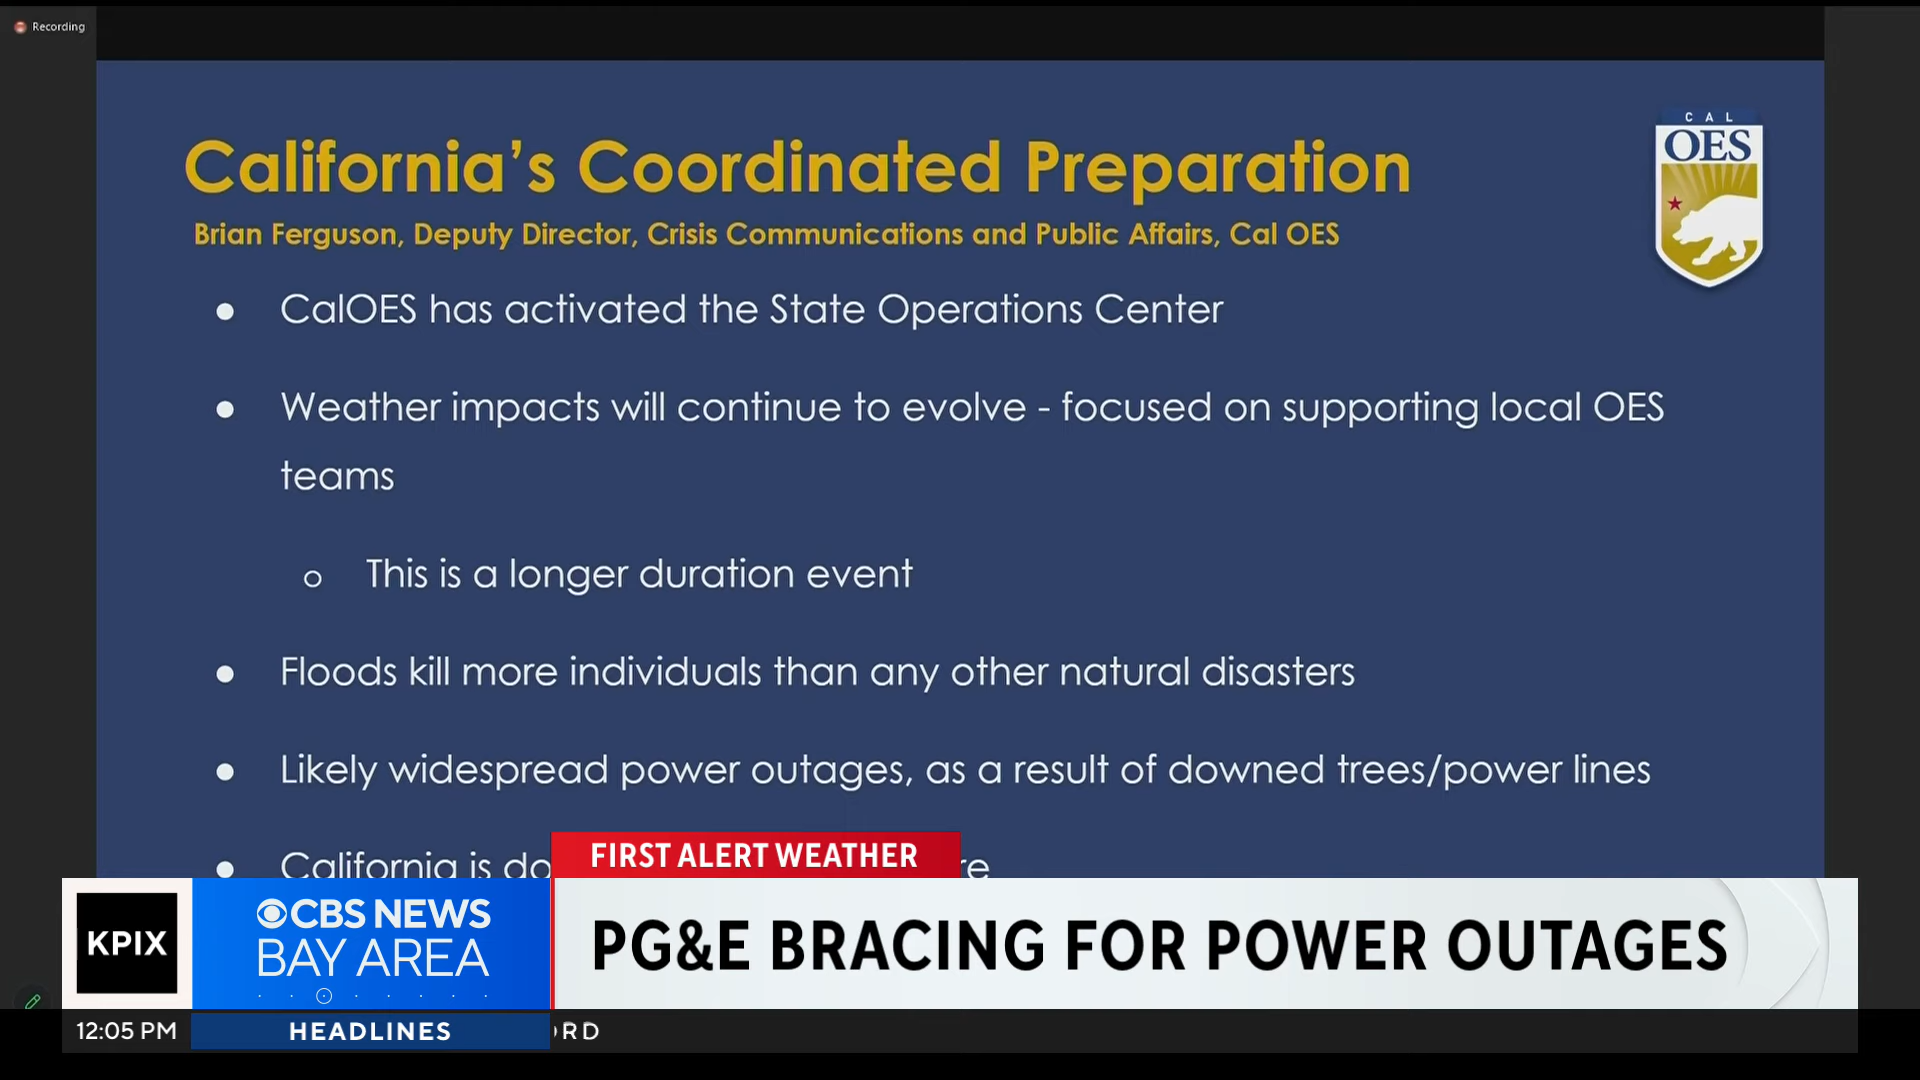 Recording
CAL
OES
California's Coordinated Preparation
Brian Ferguson, Deputy Director, Crisis Communications and Public Affairs, Cal OES
● CalOES has activated the State Operations Center
● Weather impacts will continue to evolve - focused on supporting local OES
teams
o This is a longer duration event
● Floods kill more individuals than any other natural disasters
● Likely widespread power outages, as a result of downed trees/power lines
● California is
FIRST ALERT WEATHER
KPIX
CBS NEWS
BAY AREA
PG&E BRACING FOR POWER OUTAGES
12:05 PM
HEADLINES